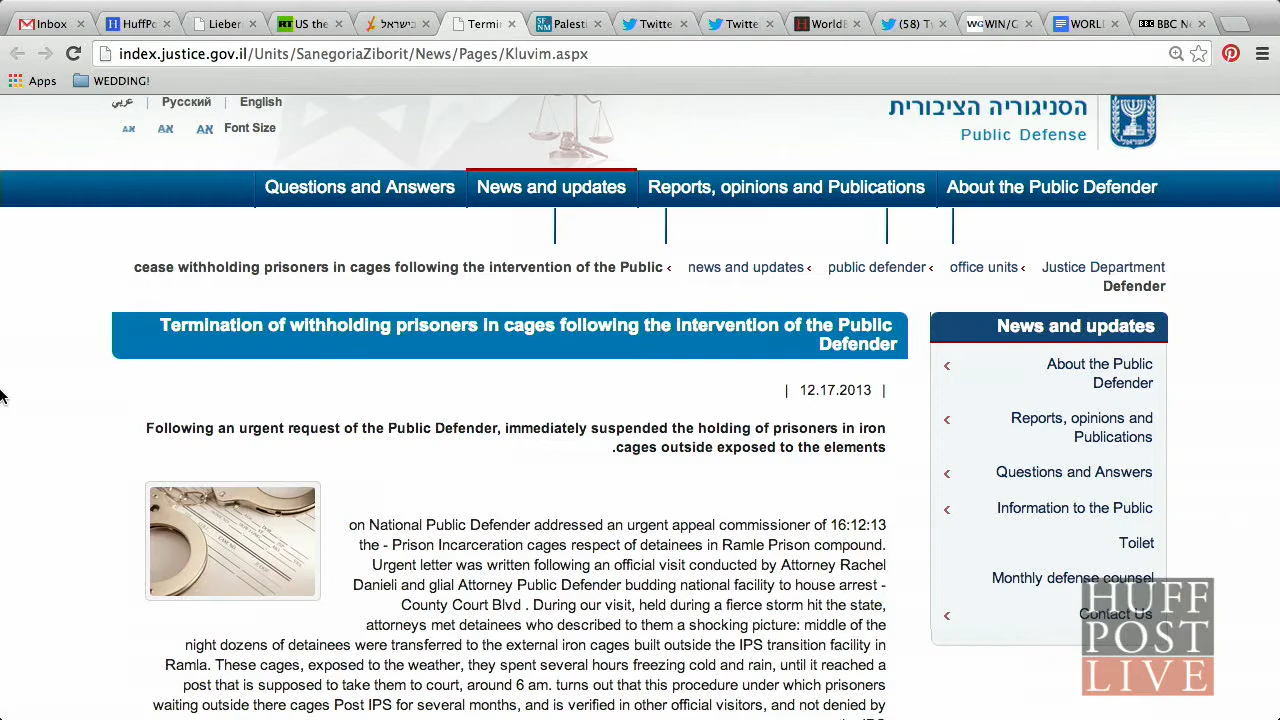 Inbox
HuffPo
Lieber
US the
בישראל
Termin
Palesti
Twitte
Twitte
WorldE
(58) T
WIN/C
WORL
BBC N
index.justice.gov.il/Units/SanegoriaZiborit/News/Pages/Kluvim.aspx
Apps
WEDDING!
عربي | Русский | English
אא אא אא Font Size
הסניגוריה הציבורית
Public Defense
Questions and Answers
News and updates
Reports, opinions and Publications
About the Public Defender
cease withholding prisoners in cages following the intervention of the Public ‹ news and updates ‹ public defender ‹ office units ‹ Justice Department
Defender
Termination of withholding prisoners in cages following the intervention of the Public
Defender
| 12.17.2013 |
Following an urgent request of the Public Defender, immediately suspended the holding of prisoners in iron
.cages outside exposed to the elements
on National Public Defender addressed an urgent appeal commissioner of 16:12:13
the - Prison Incarceration cages respect of detainees in Ramle Prison compound.
Urgent letter was written following an official visit conducted by Attorney Rachel
Danieli and glial Attorney Public Defender budding national facility to house arrest -
County Court Blvd . During our visit, held during a fierce storm hit the state,
attorneys met detainees who described to them a shocking picture: middle of the
night dozens of detainees were transferred to the external iron cages built outside the IPS transition facility in
Ramla. These cages, exposed to the weather, they spent several hours freezing cold and rain, until it reached a
post that is supposed to take them to court, around 6 am. turns out that this procedure under which prisoners
waiting outside there cages Post IPS for several months, and is verified in other official visitors, and not denied by
News and updates
About the Public
Defender
Reports, opinions and
Publications
Questions and Answers
Information to the Public
Toilet
Monthly defense counsel
Contact Us
HUFF
POST
LIVE